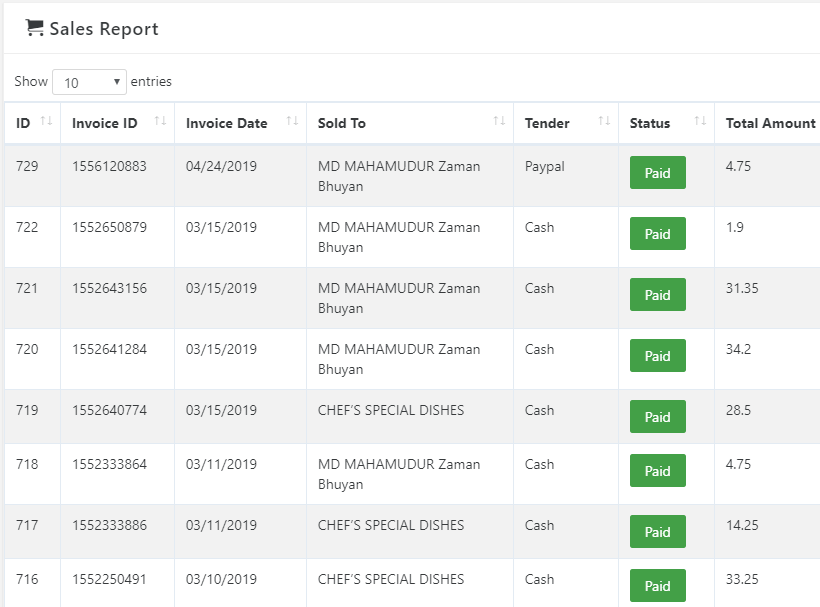 Sales Report
Show 10 entries
ID Invoice ID Invoice Date Sold To Tender Status Total Amount
729 1556120883 04/24/2019 MD MAHAMUDUR Zaman Paypal Paid 4.75
Bhuyan
722 1552650879 03/15/2019 MD MAHAMUDUR Zaman Cash Paid 1.9
Bhuyan
721 1552643156 03/15/2019 MD MAHAMUDUR Zaman Cash Paid 31.35
Bhuyan
720 1552641284 03/15/2019 MD MAHAMUDUR Zaman Cash Paid 34.2
Bhuyan
719 1552640774 03/15/2019 CHEF’S SPECIAL DISHES Cash Paid 28.5
718 1552333864 03/11/2019 MD MAHAMUDUR Zaman Cash Paid 4.75
Bhuyan
717 1552333886 03/11/2019 CHEF’S SPECIAL DISHES Cash Paid 14.25
716 1552250491 03/10/2019 CHEF’S SPECIAL DISHES Cash Paid 33.25